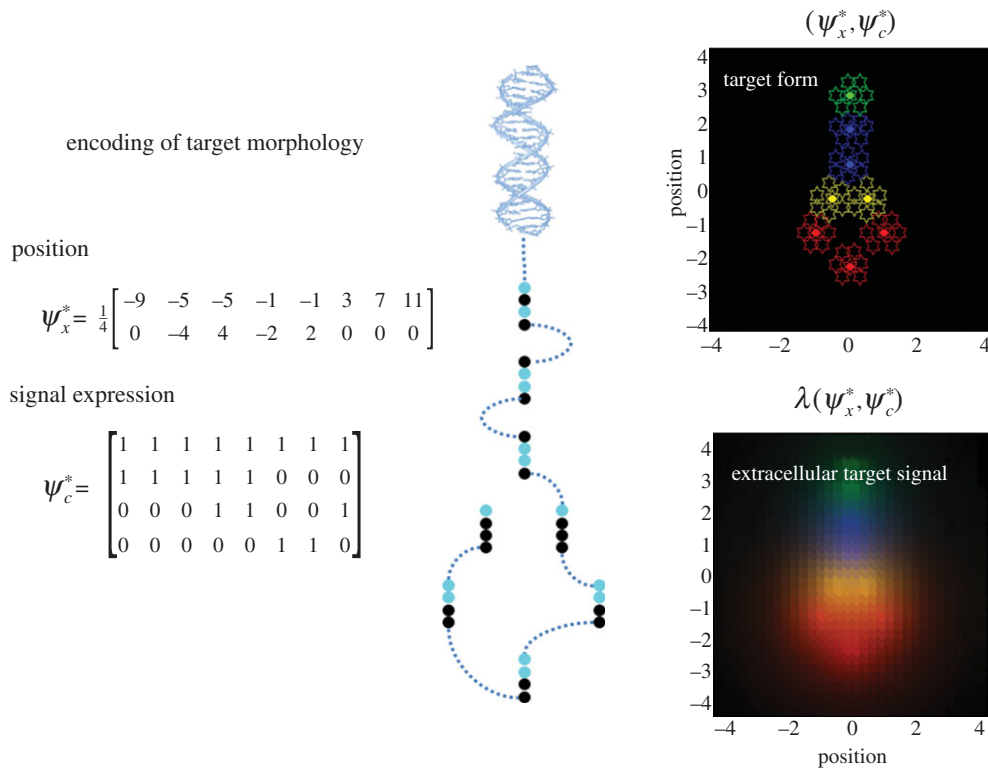 encoding of target morphology
position
ψ*x = 1/4 [ –9 –5 –5 –1 –1 3 7 11
0 –4 4 –2 2 0 0 0 ]
signal expression
ψ*c = [ 1 1 1 1 1 1 1 1
1 1 1 1 1 0 0 0
0 0 0 1 1 0 0 1
0 0 0 0 0 1 1 0 ]
(ψ*x, ψ*c)
target form
position
4
3
2
1
0
–1
–2
–3
–4
–4 –2 0 2 4
λ(ψ*x, ψ*c)
extracellular target signal
4
3
2
1
0
–1
–2
–3
–4
–4 –2 0 2 4
position